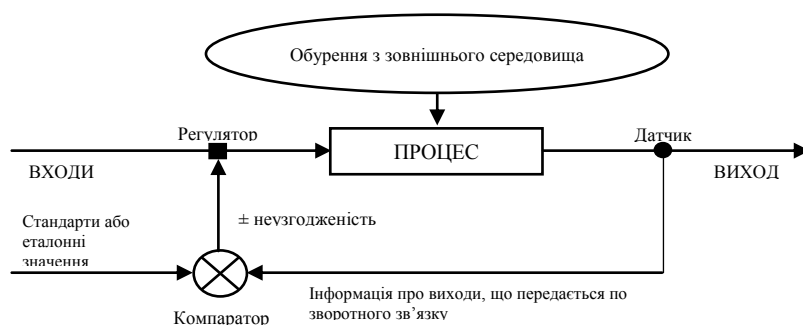 Обурення з зовнішнього середовища
Регулятор
Датчик
ПРОЦЕС
ВХОДИ
ВИХОД
Стандарти або
еталонні
значення
± неузгодженість
Компаратор
Інформація про виходи, що передається по
зворотного зв’язку